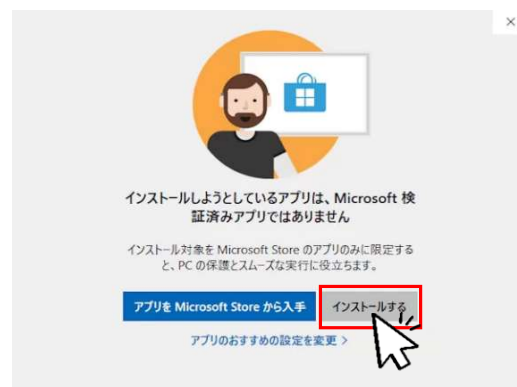 インストールしようとしているアプリは、Microsoft 検
証済みアプリではありません
インストール対象を Microsoft Store のアプリのみに限定する
と、PC の保護とスムーズな実行に役立ちます。
アプリを Microsoft Store から入手
インストールする
アプリのおすすめの設定を変更 >